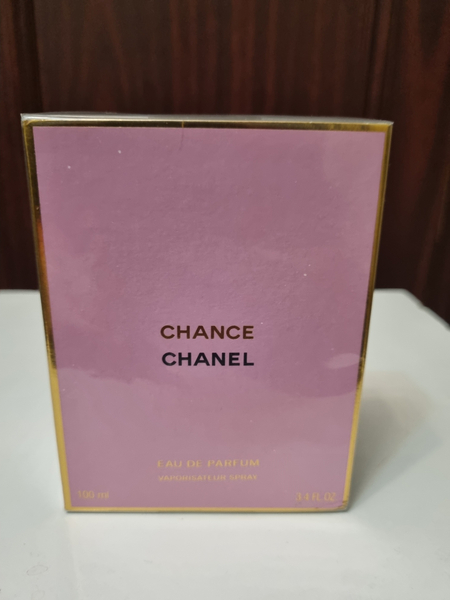 CHANCE
CHANEL
EAU DE PARFUM
VAPORISATEUR SPRAY
100 ml 3.4 FL. OZ